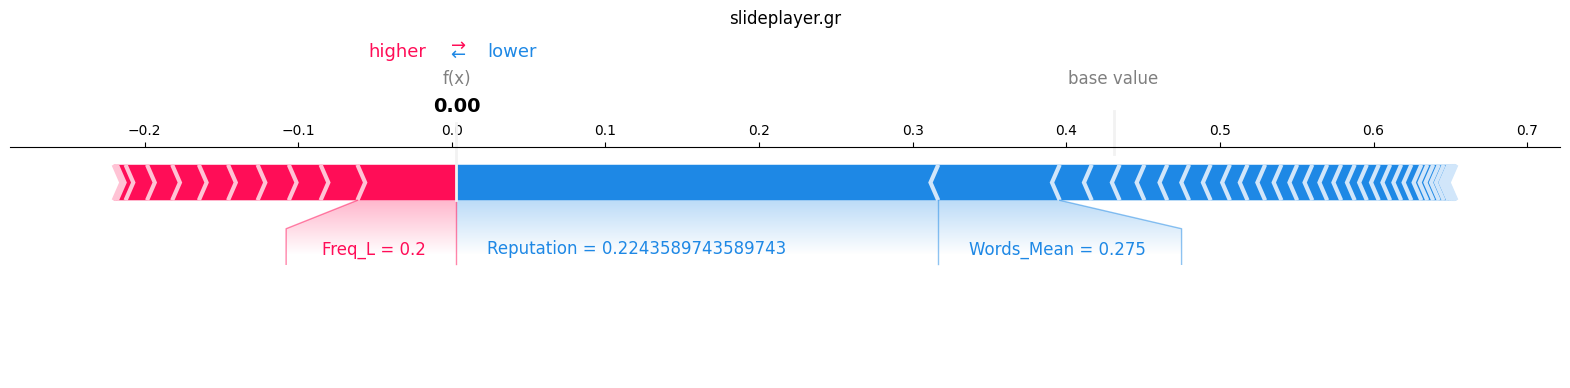 slideplayer.gr
higher ⇄ lower
f(x) base value
0.00
−0.2 −0.1 0.0 0.1 0.2 0.3 0.4 0.5 0.6 0.7
Freq_L = 0.2 Reputation = 0.2243589743589743 Words_Mean = 0.275